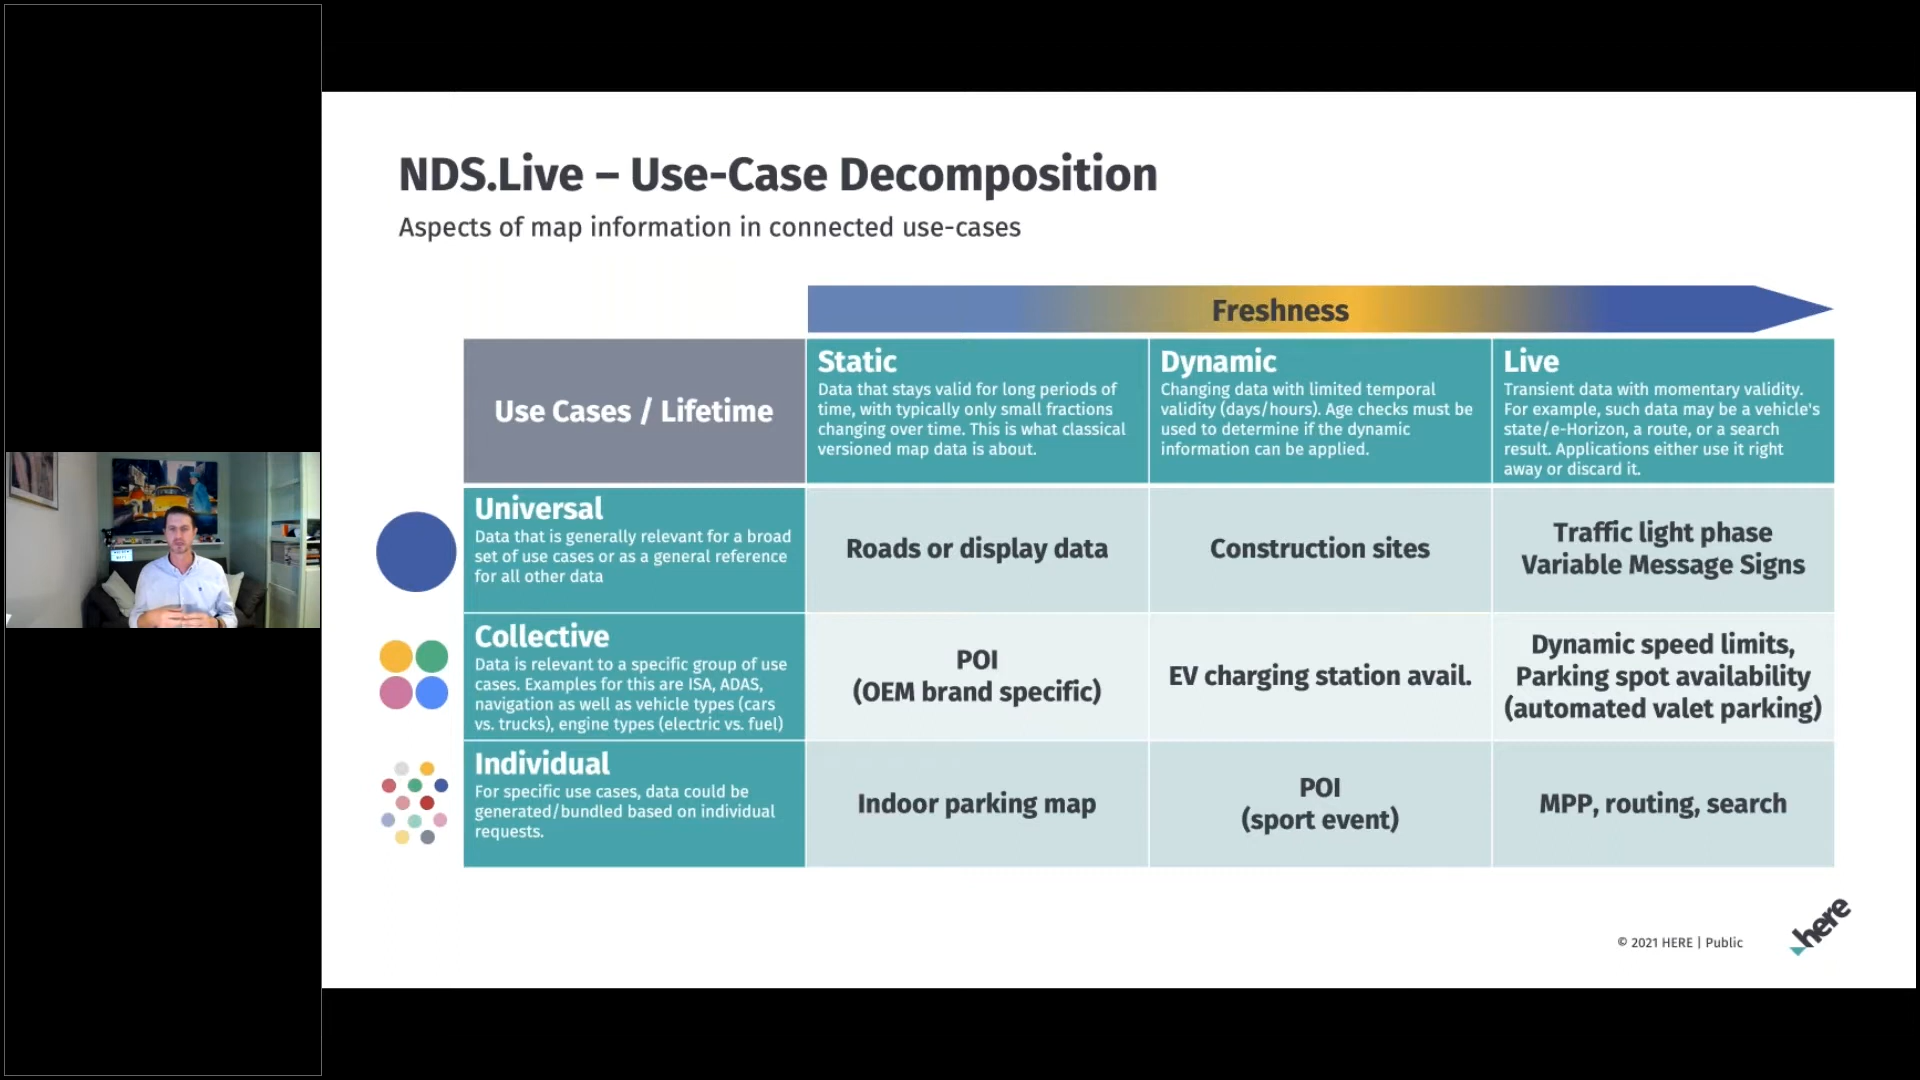 NDS.Live – Use-Case Decomposition
Aspects of map information in connected use-cases
Freshness
Use Cases / Lifetime
Static
Data that stays valid for long periods of
time, with typically only small fractions
changing over time. This is what classical
versioned map data is about.
Dynamic
Changing data with limited temporal
validity (days/hours). Age checks must be
used to determine if the dynamic
information can be applied.
Live
Transient data with momentary validity.
For example, such data may be a vehicle's
state/e-Horizon, a route, or a search
result. Applications either use it right
away or discard it.
Universal
Data that is generally relevant for a broad
set of use cases or as a general reference
for all other data
Roads or display data
Construction sites
Traffic light phase
Variable Message Signs
Collective
Data is relevant to a specific group of use
cases. Examples for this are ISA, ADAS,
navigation as well as vehicle types (cars
vs. trucks), engine types (electric vs. fuel)
POI
(OEM brand specific)
EV charging station avail.
Dynamic speed limits,
Parking spot availability
(automated valet parking)
Individual
For specific use cases, data could be
generated/bundled based on individual
requests.
Indoor parking map
POI
(sport event)
MPP, routing, search
© 2021 HERE | Public
here